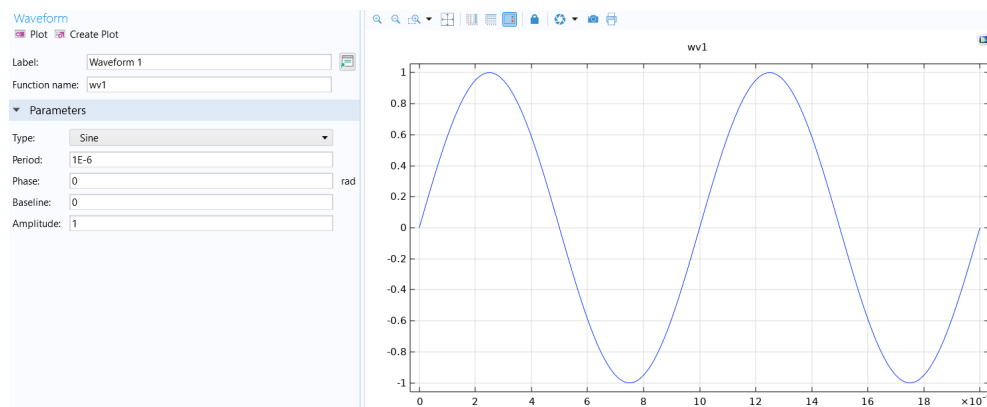 Waveform
Plot Create Plot
Label: Waveform 1
Function name: wv1
Parameters
Type: Sine
Period: 1E-6
Phase: 0 rad
Baseline: 0
Amplitude: 1
wv1
1
0.8
0.6
0.4
0.2
0
-0.2
-0.4
-0.6
-0.8
-1
0 2 4 6 8 10 12 14 16 18 ×10⁻